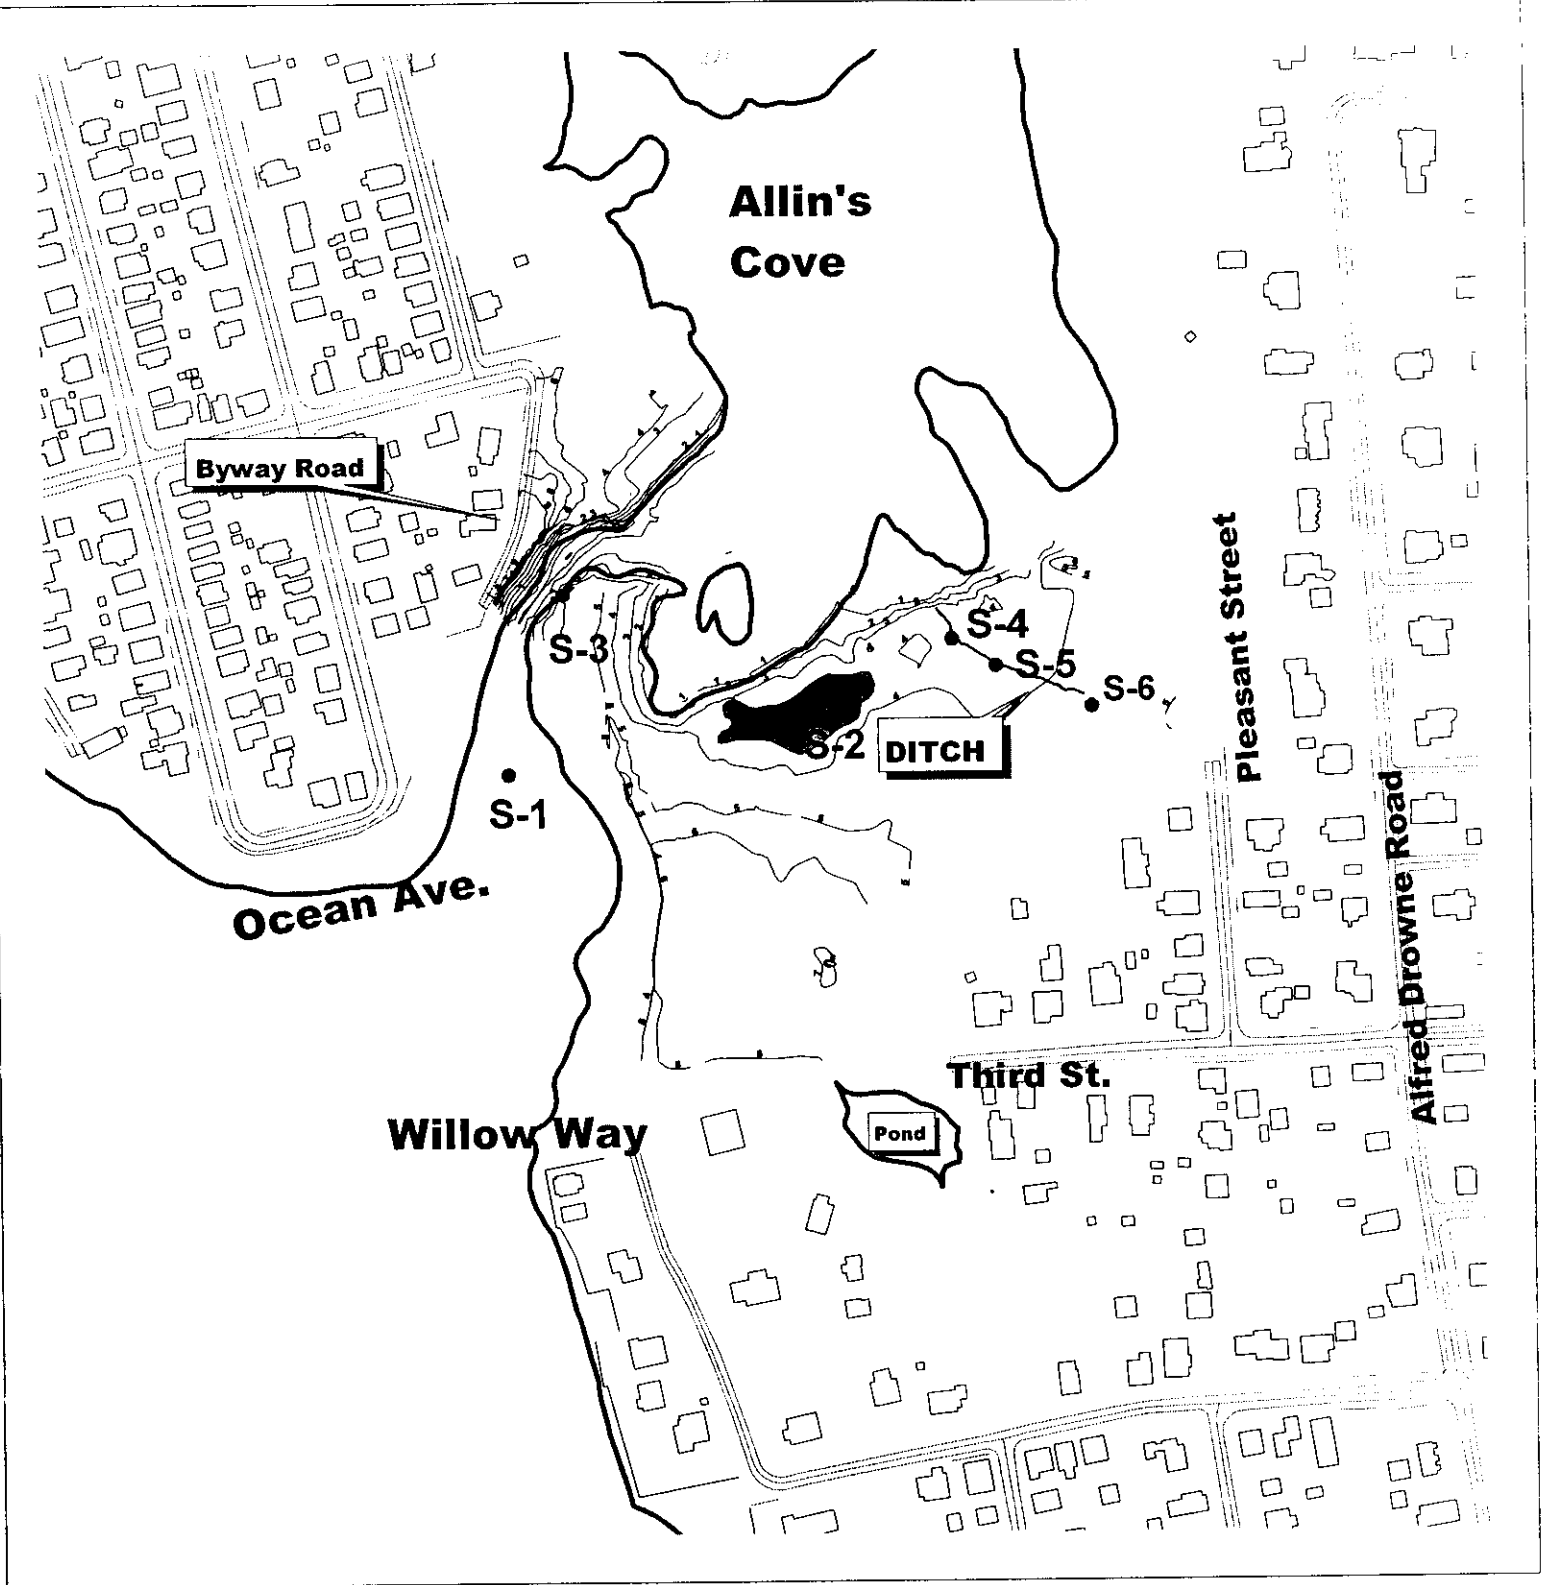 Allin's
Cove
Byway Road
S-3
S-4
S-5
S-6
S-2
DITCH
S-1
Pleasant Street
Ocean Ave.
Alfred Drowne Road
Third St.
Willow Way
Pond